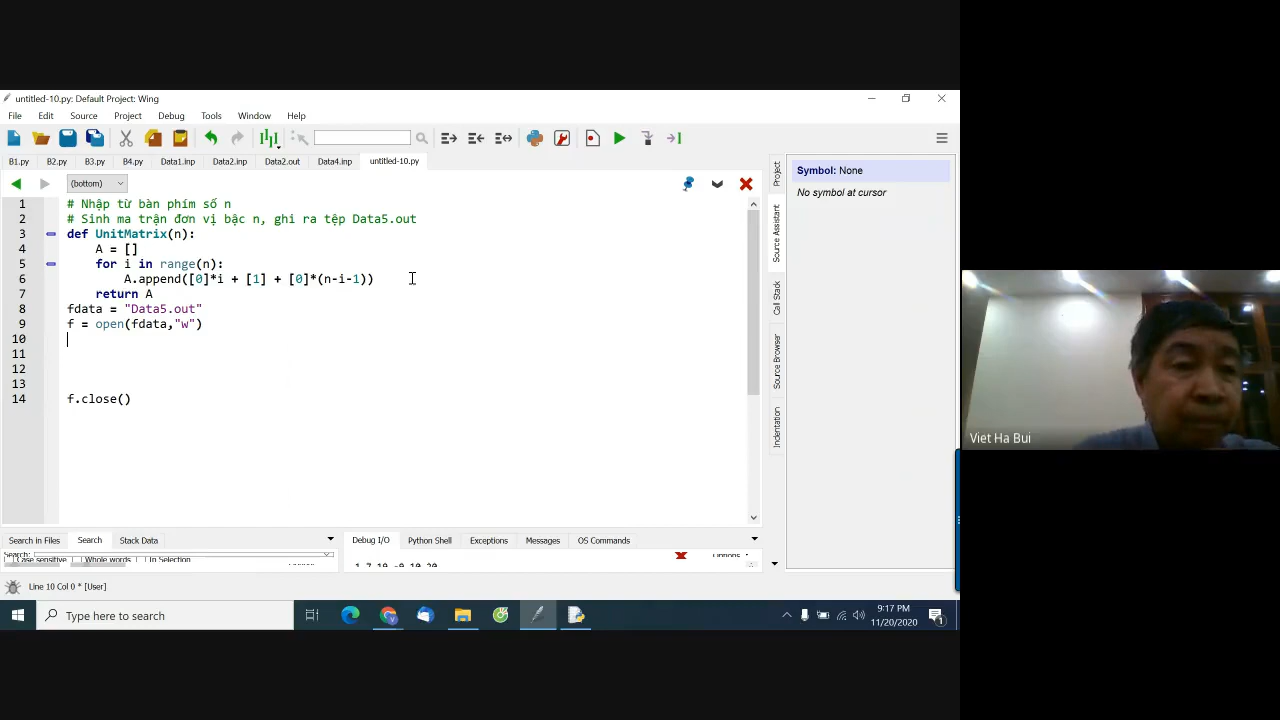 untitled-10.py: Default Project: Wing
File Edit Source Project Debug Tools Window Help
B1.py B2.py B3.py B4.py Data1.inp Data2.inp Data2.out Data4.inp untitled-10.py
(bottom)
1 # Nhập từ bàn phím số n
2 # Sinh ma trận đơn vị bậc n, ghi ra tệp Data5.out
3 def UnitMatrix(n):
4 A = []
5 for i in range(n):
6 A.append([0]*i + [1] + [0]*(n-i-1))
7 return A
8 fdata = "Data5.out"
9 f = open(fdata,"w")
10
11
12
13
14 f.close()
Project
Source Assistant
Call Stack
Source Browser
Indentation
Symbol: None
No symbol at cursor
Viet Ha Bui
Search in Files Search Stack Data
Debug I/O Python Shell Exceptions Messages OS Commands
Search:
Case sensitive Whole words In Selection
Options
Line 10 Col 0 * [User]
Type here to search
9:17 PM
11/20/2020
1